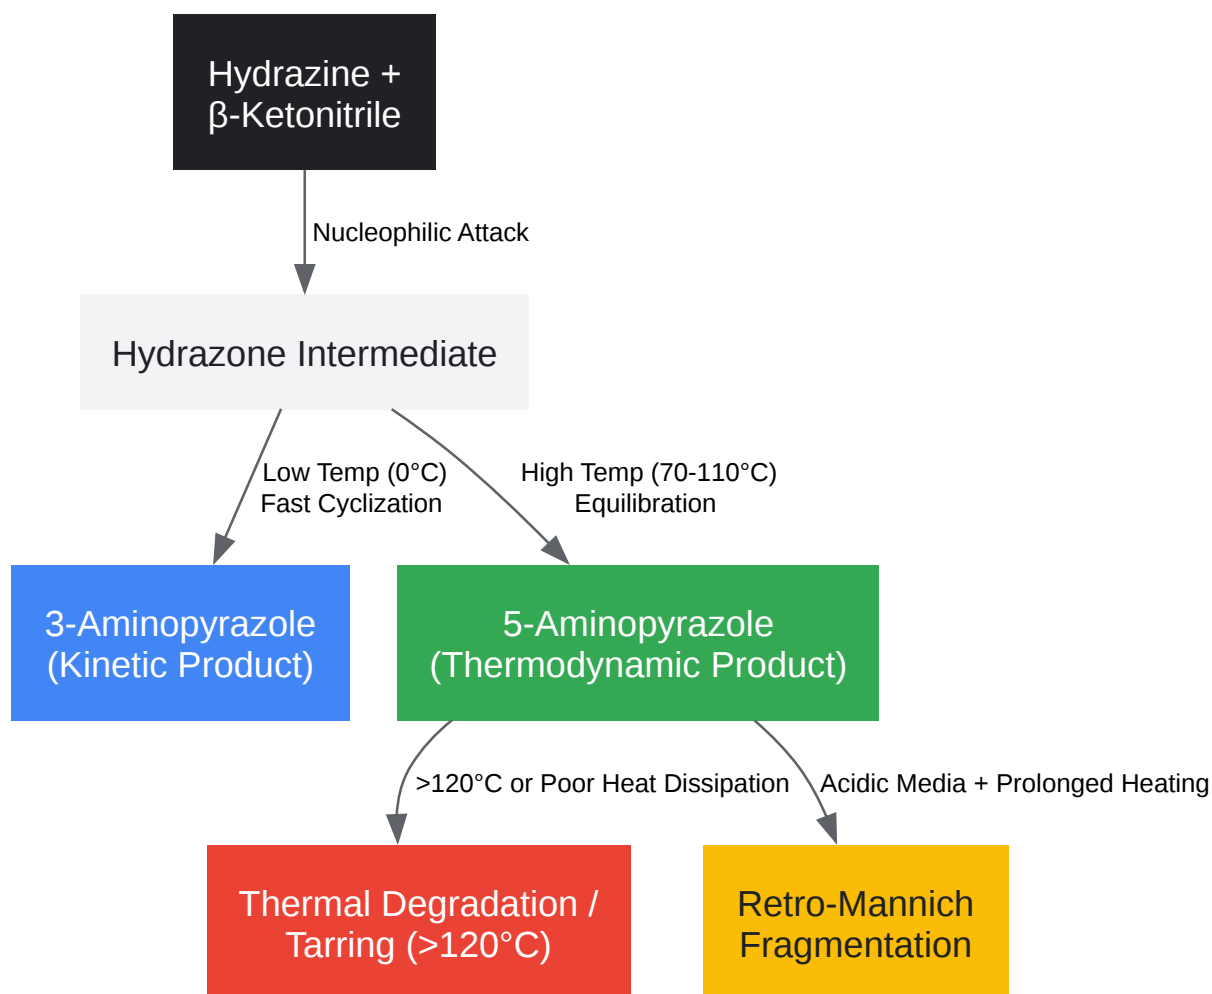 Hydrazine +
β-Ketonitrile
Nucleophilic Attack
Hydrazone Intermediate
Low Temp (0°C)
Fast Cyclization
High Temp (70-110°C)
Equilibration
3-Aminopyrazole
(Kinetic Product)
5-Aminopyrazole
(Thermodynamic Product)
>120°C or Poor Heat Dissipation
Acidic Media + Prolonged Heating
Thermal Degradation /
Tarring (>120°C)
Retro-Mannich
Fragmentation